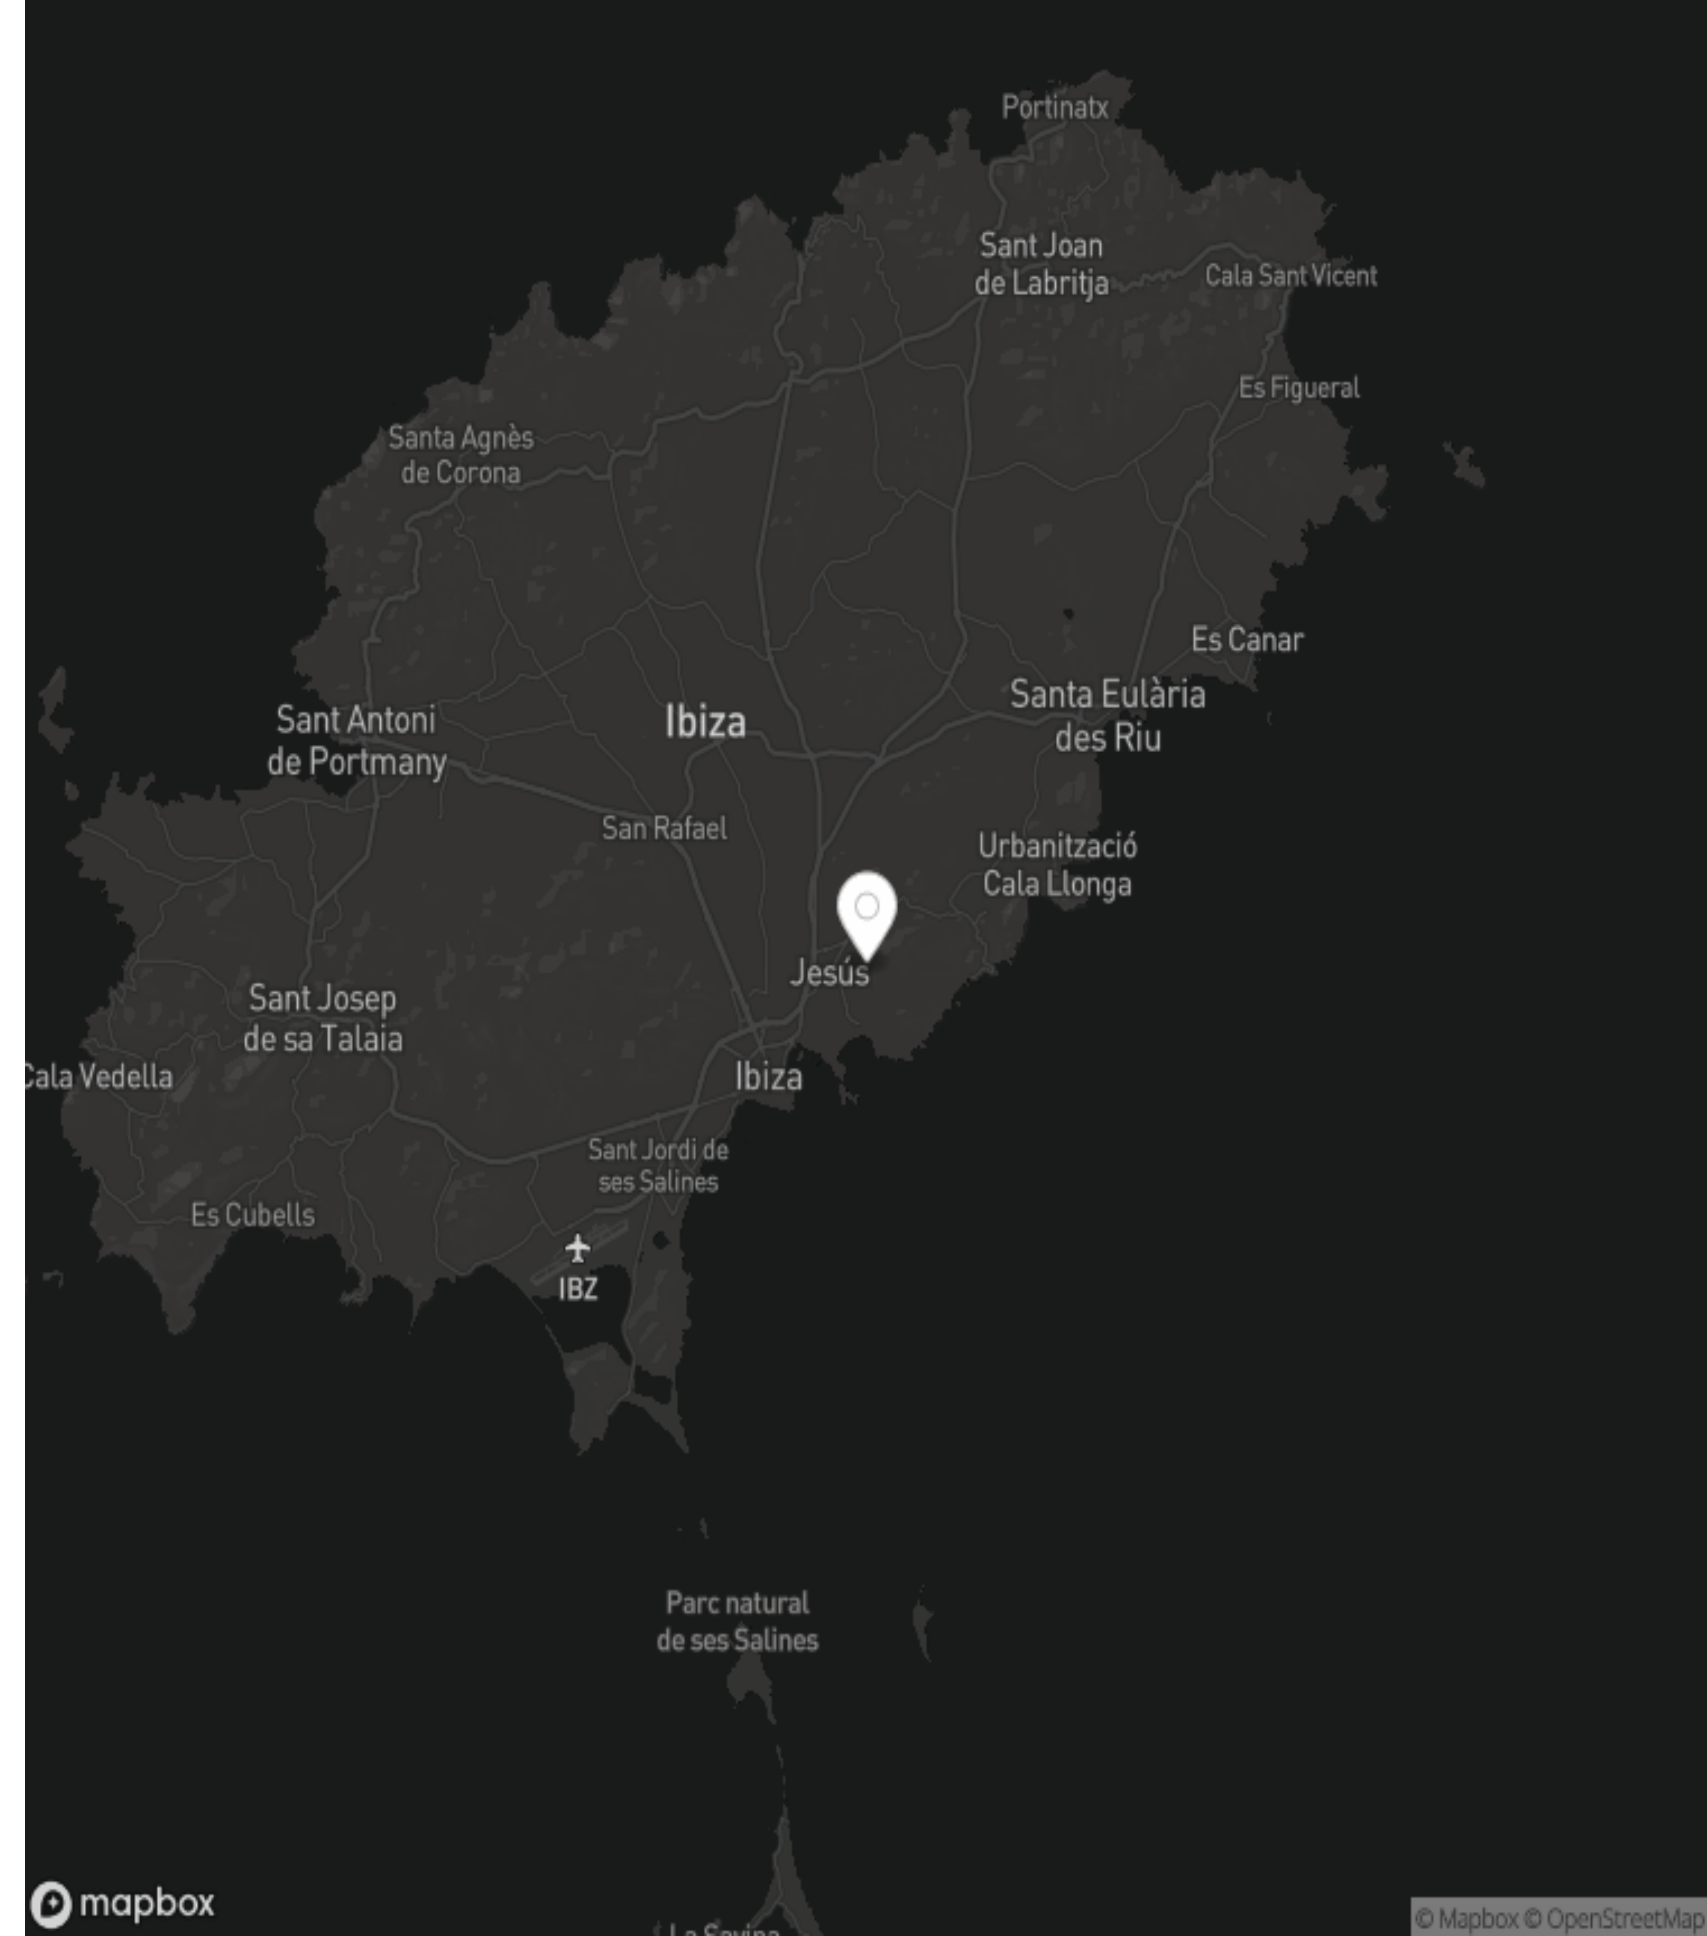 Portinatx
Sant Joan
de Labritja
Cala Sant Vicent
Es Figueral
Santa Agnès
de Corona
Es Canar
Santa Eulària
des Riu
Sant Antoni
de Portmany
Ibiza
San Rafael
Urbanització
Cala Llonga
Jesús
Sant Josep
de sa Talaia
Cala Vedella
Ibiza
Sant Jordi de
ses Salines
Es Cubells
IBZ
Parc natural
de ses Salines
La Savina
mapbox
© Mapbox © OpenStreetMap